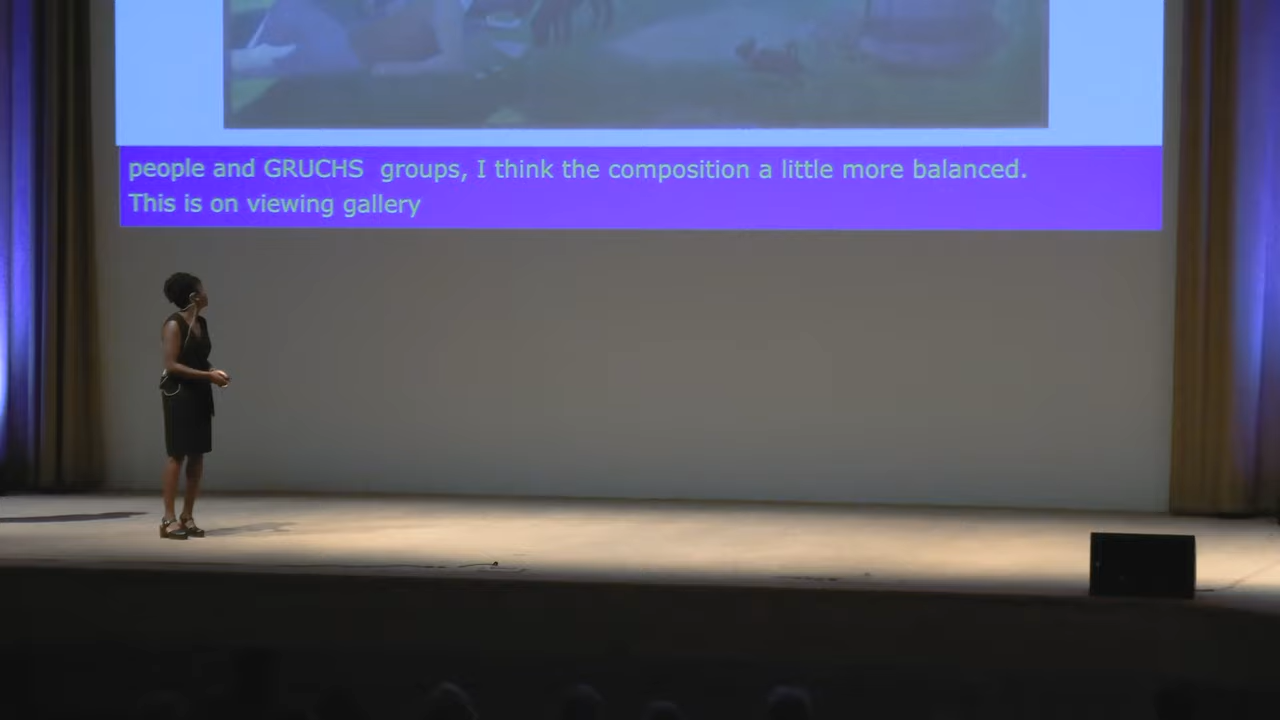 people and GRUCHS  groups, I think the composition a little more balanced.
This is on viewing gallery